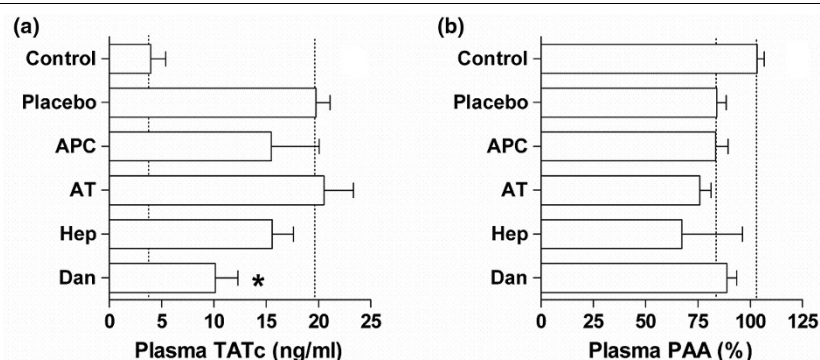 (a)
Control
Placebo
APC
AT
Hep
Dan
*
0 5 10 15 20 25
Plasma TATc (ng/ml)
(b)
Control
Placebo
APC
AT
Hep
Dan
0 25 50 75 100 125
Plasma PAA (%)